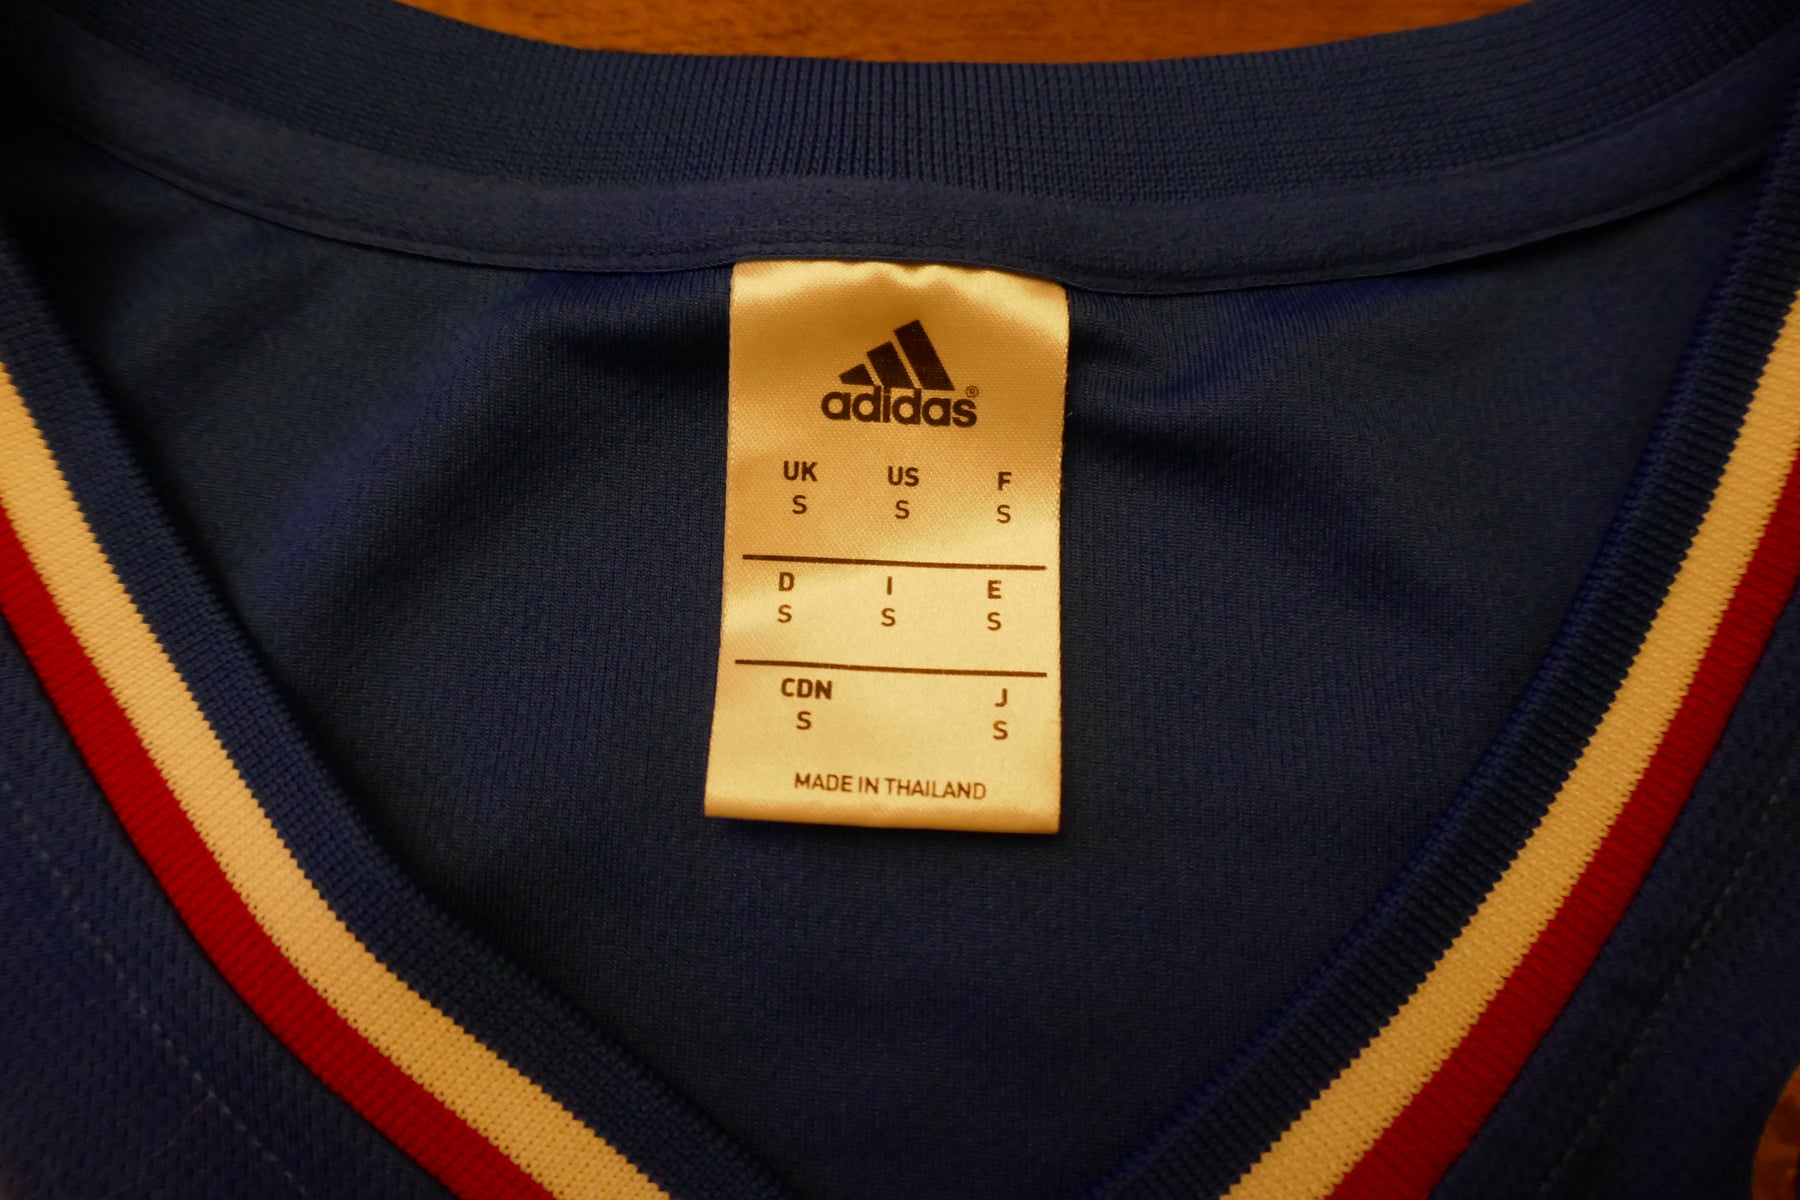 adidas®
UK US F
S S S
D I E
S S S
CDN J
S S
MADE IN THAILAND